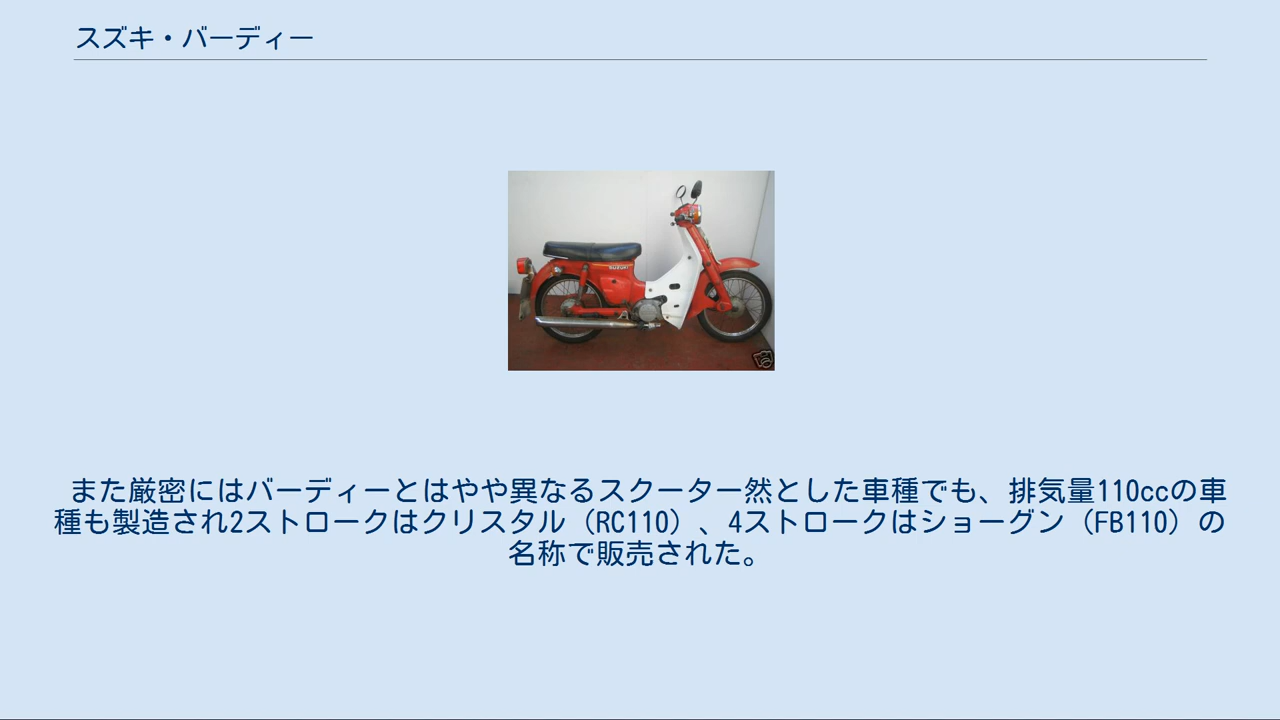 スズキ・バーディー
SUZUKI
また厳密にはバーディーとはやや異なるスクーター然とした車種でも、排気量110ccの車
種も製造され2ストロークはクリスタル（RC110）、4ストロークはショーグン（FB110）の
名称で販売された。